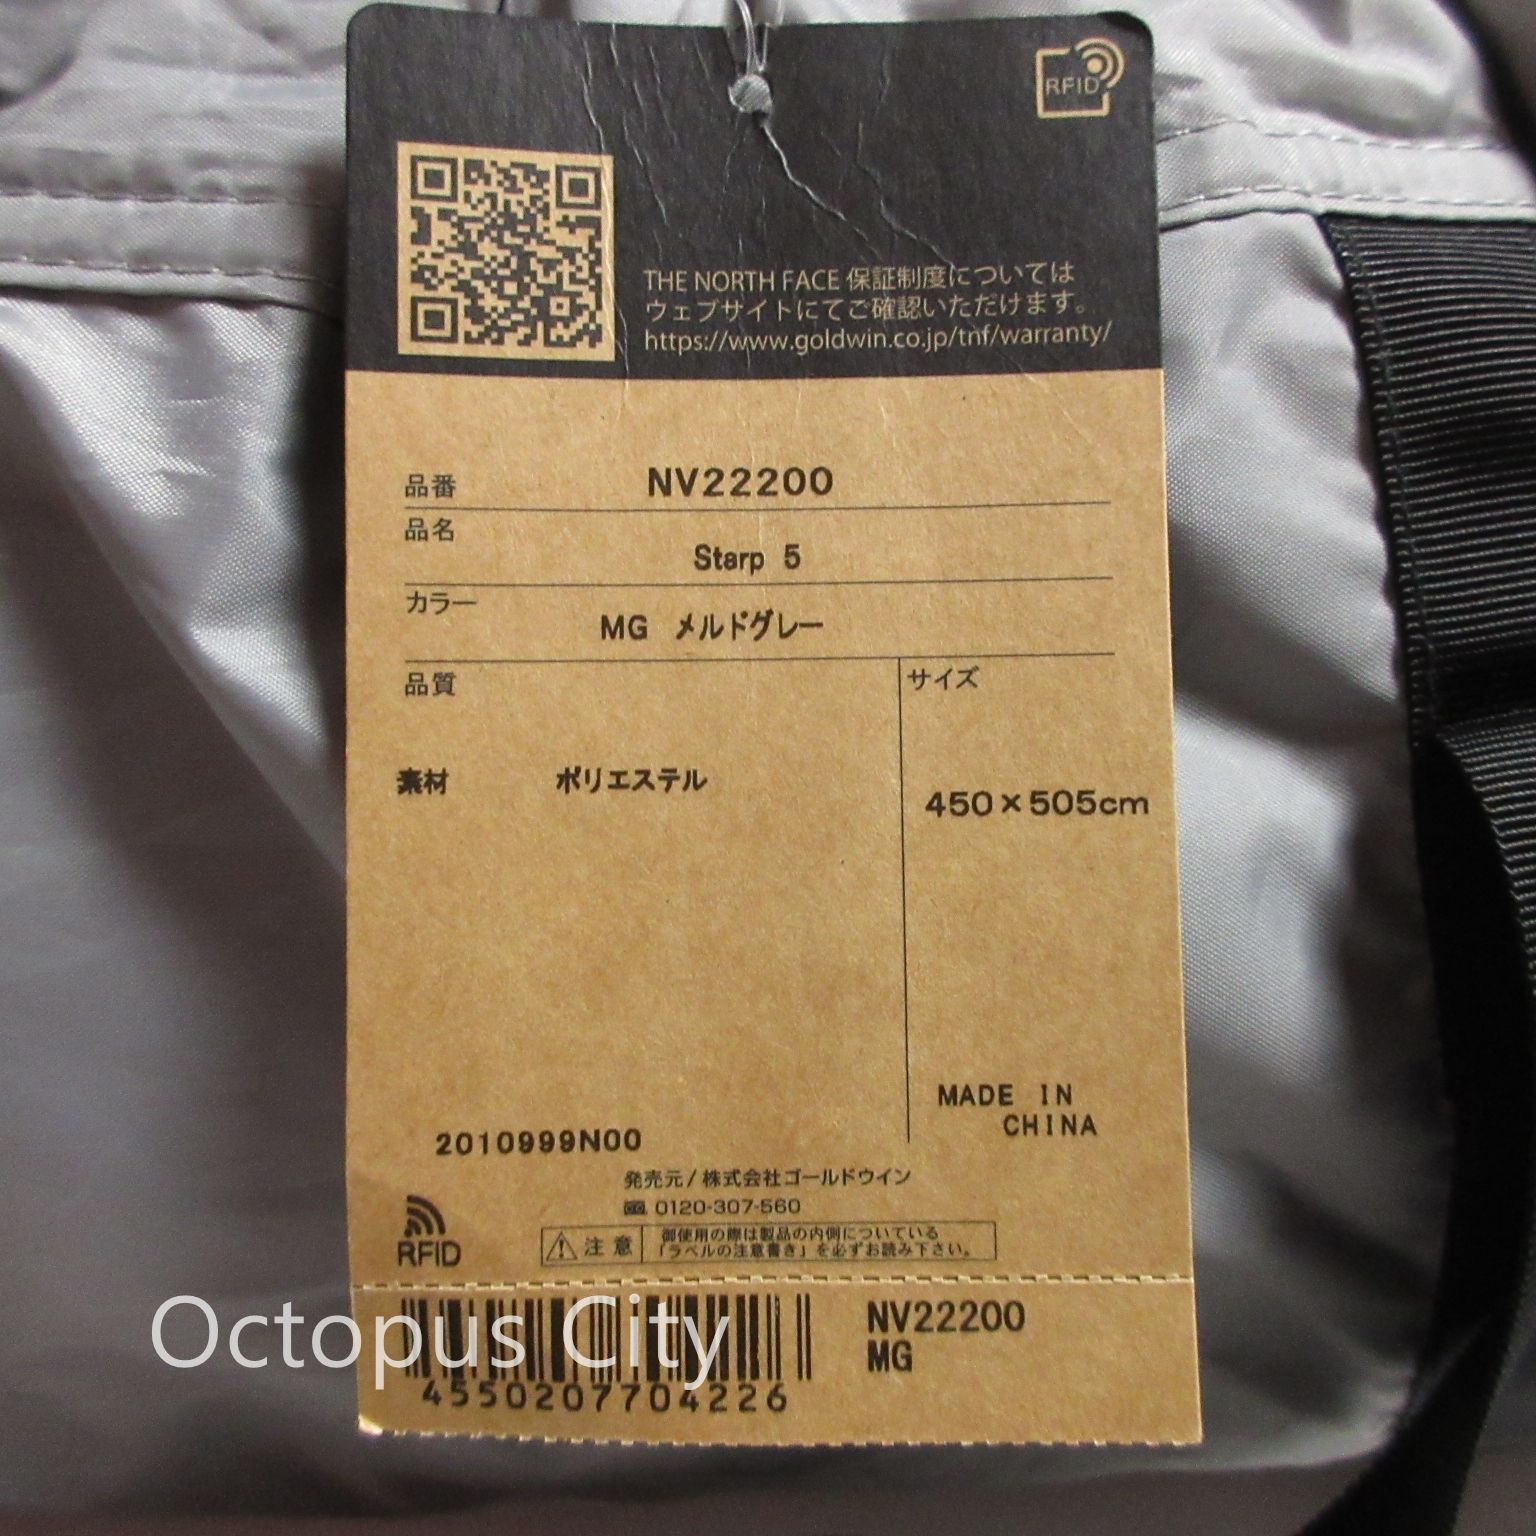 RFID
THE NORTH FACE 保証制度については
ウェブサイトにてご確認いただけます。
https://www.goldwin.co.jp/tnf/warranty/
品番 NV22200
品名
Starp 5
カラー
MG メルドグレー
品質
サイズ
素材 ポリエステル
450×505cm
MADE IN
CHINA
2010999N00
発売元/株式会社ゴールドウイン
0120-307-560
RFID
注意
御使用の際は製品の内側についている
「ラベルの注意書き」を必ずお読み下さい。
Octopus City
NV22200
MG
4550207704226